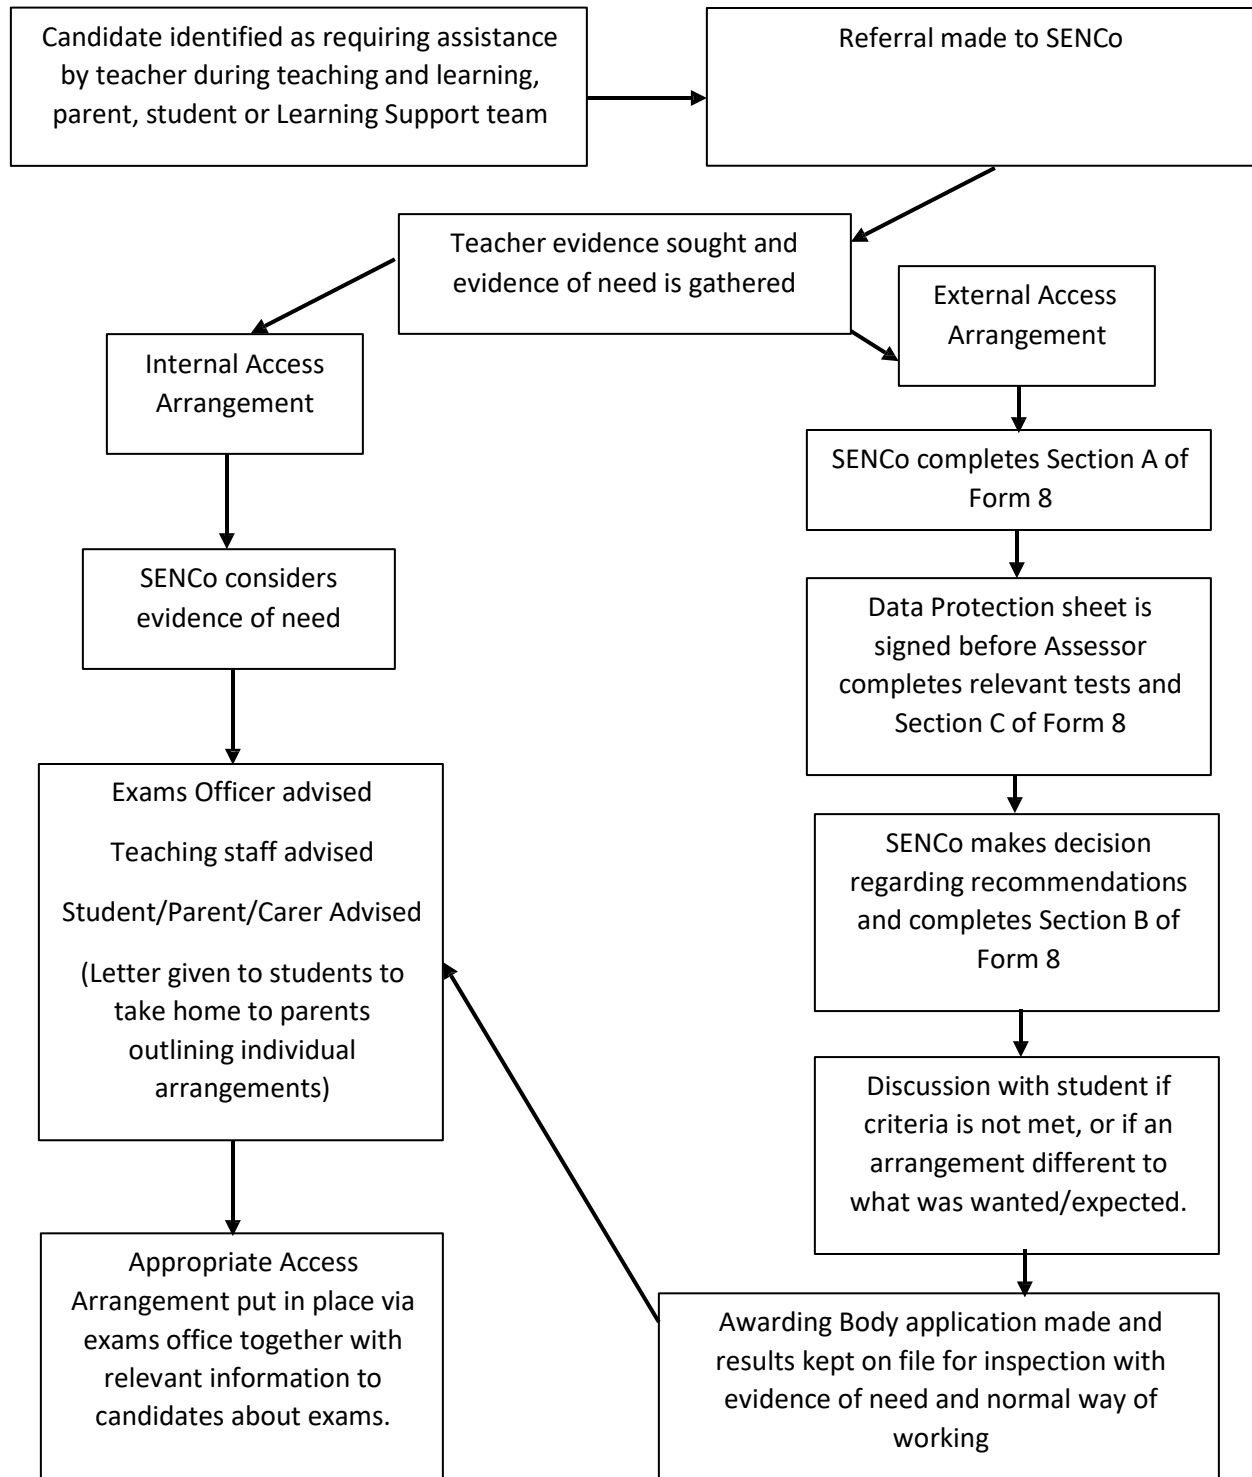 Candidate identified as requiring assistance
by teacher during teaching and learning,
parent, student or Learning Support team
Referral made to SENCo
Teacher evidence sought and
evidence of need is gathered
Internal Access
Arrangement
External Access
Arrangement
SENCo considers
evidence of need
SENCo completes Section A of
Form 8
Data Protection sheet is
signed before Assessor
completes relevant tests and
Section C of Form 8
SENCo makes decision
regarding recommendations
and completes Section B of
Form 8
Discussion with student if
criteria is not met, or if an
arrangement different to
what was wanted/expected.
Awarding Body application made and
results kept on file for inspection with
evidence of need and normal way of
working
Exams Officer advised
Teaching staff advised
Student/Parent/Carer Advised
(Letter given to students to
take home to parents
outlining individual
arrangements)
Appropriate Access
Arrangement put in place via
exams office together with
relevant information to
candidates about exams.